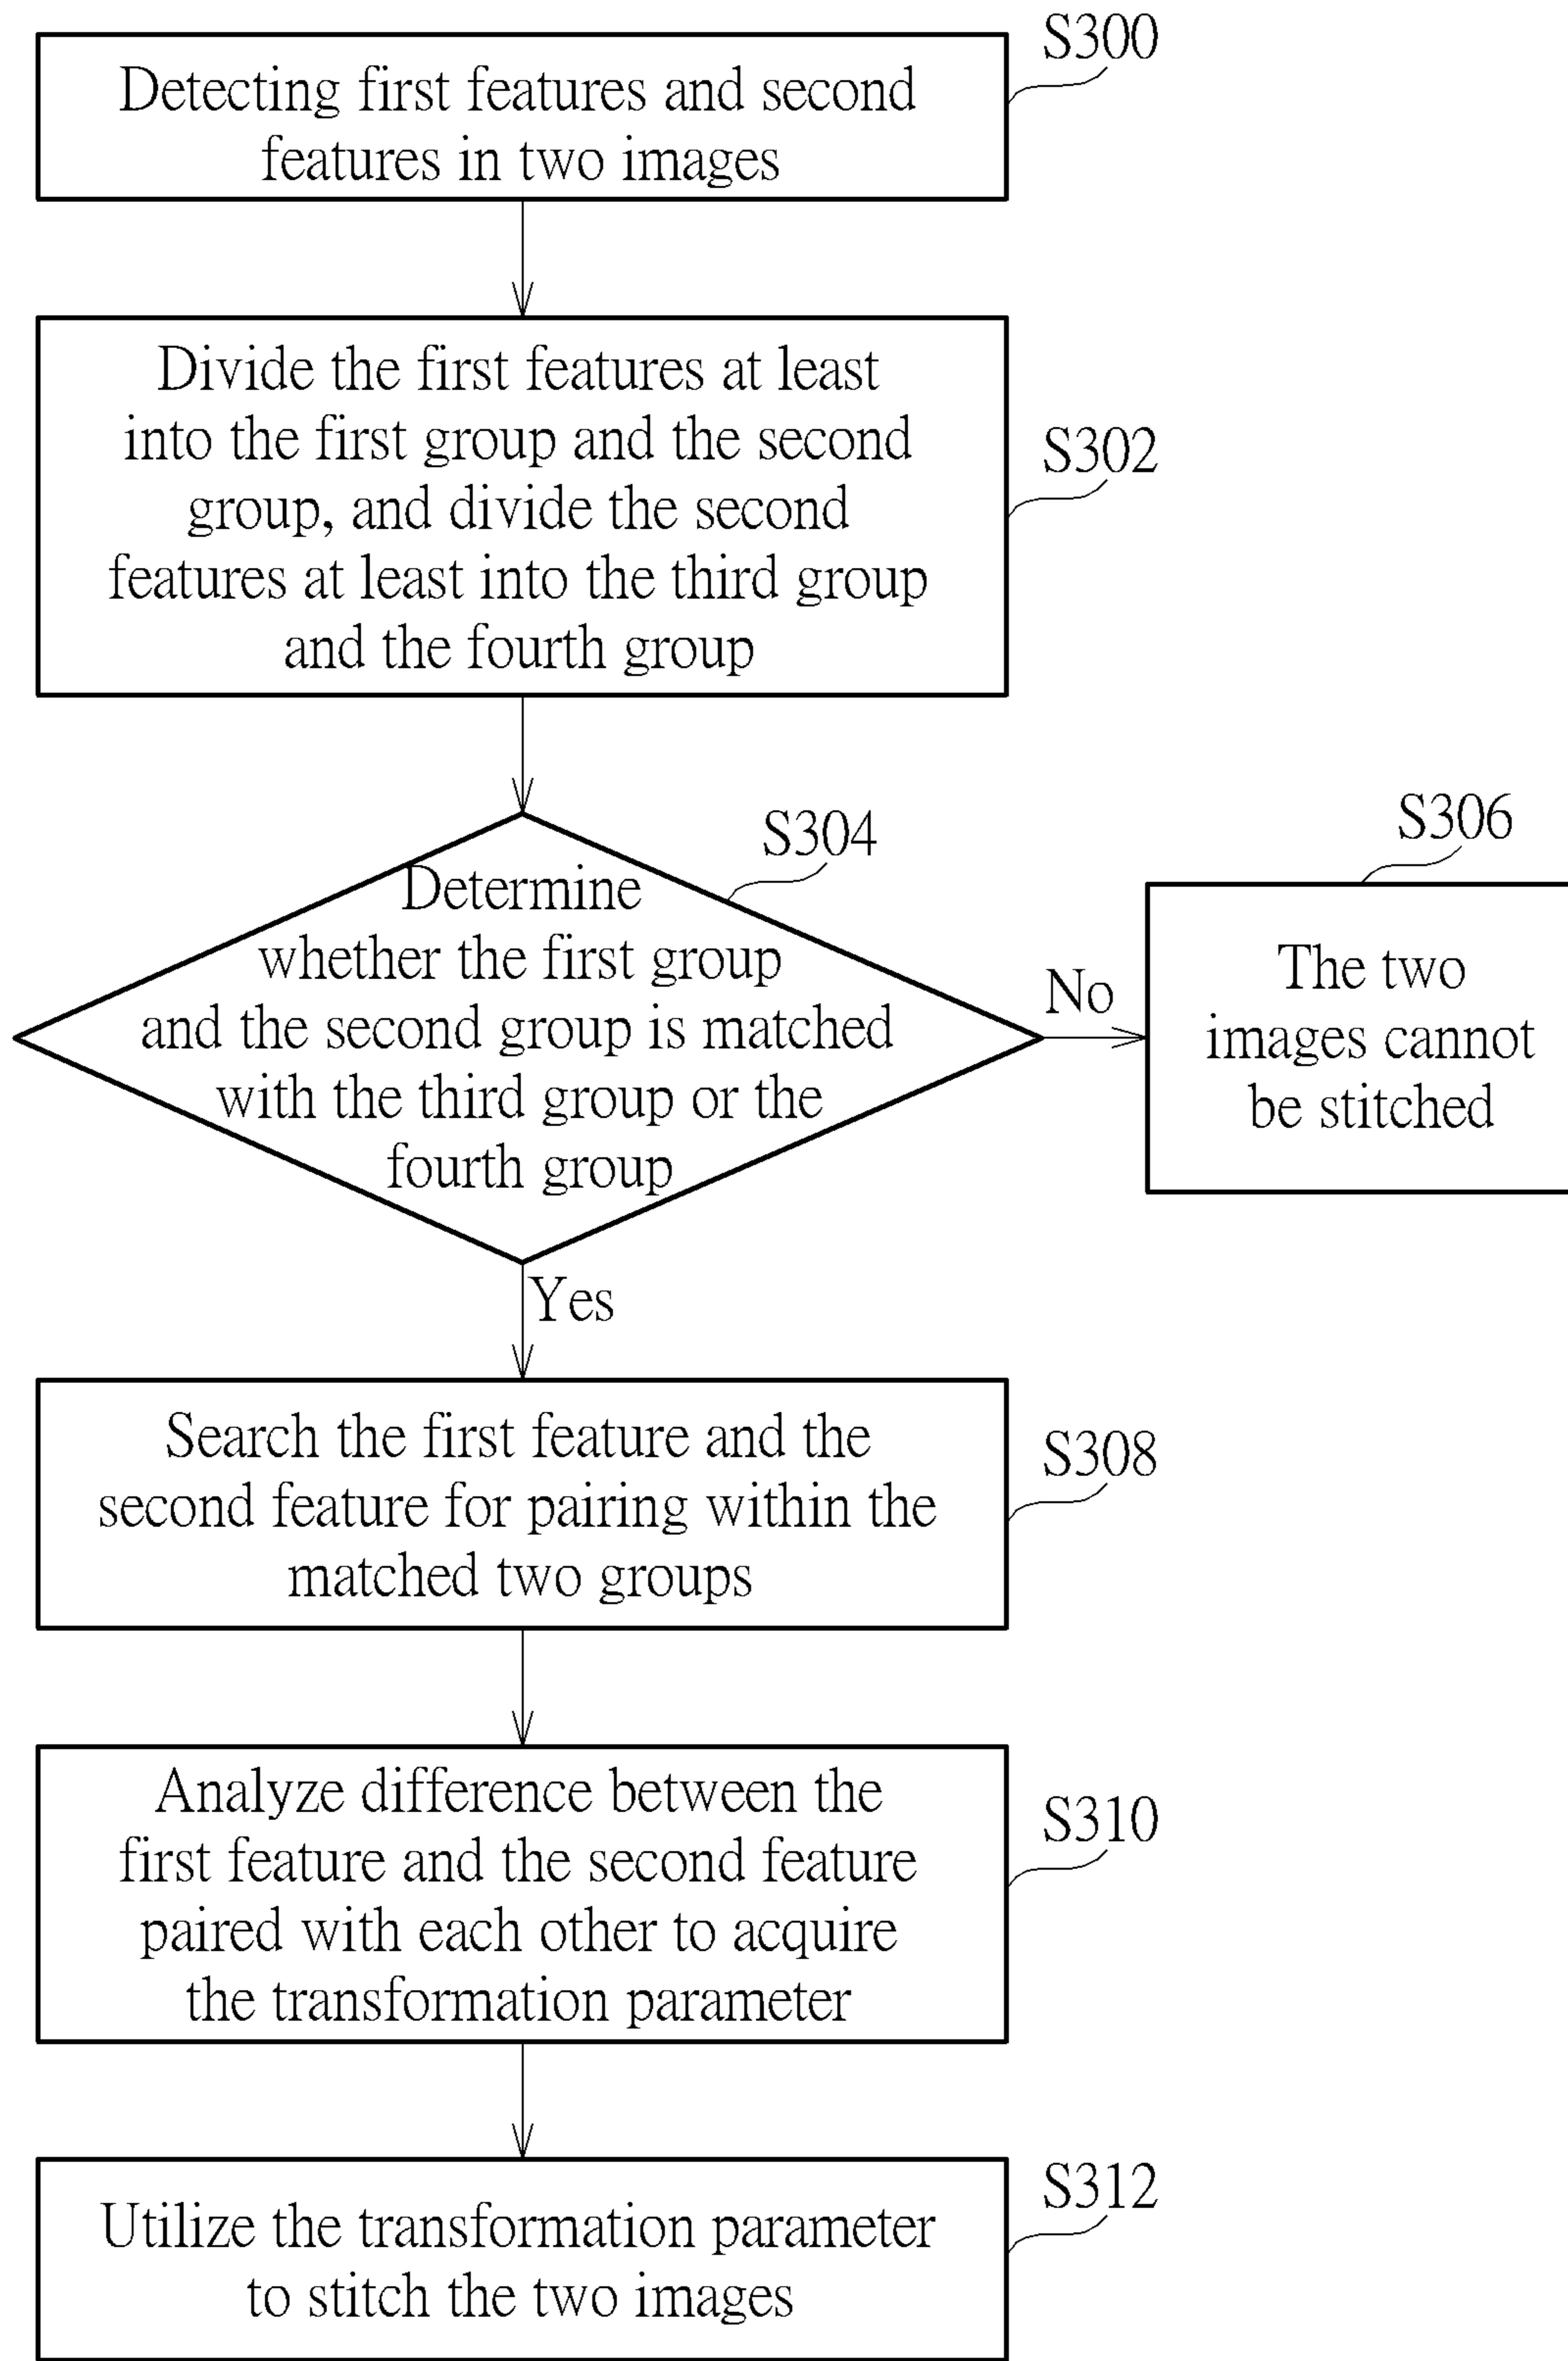 S300
Detecting first features and second
features in two images
Divide the first features at least
into the first group and the second
group, and divide the second
features at least into the third group
and the fourth group
S302
S304
Determine
whether the first group
and the second group is matched
with the third group or the
fourth group
No
S306
The two
images cannot
be stitched
Yes
Search the first feature and the
second feature for pairing within the
matched two groups
S308
Analyze difference between the
first feature and the second feature
paired with each other to acquire
the transformation parameter
S310
Utilize the transformation parameter
to stitch the two images
S312